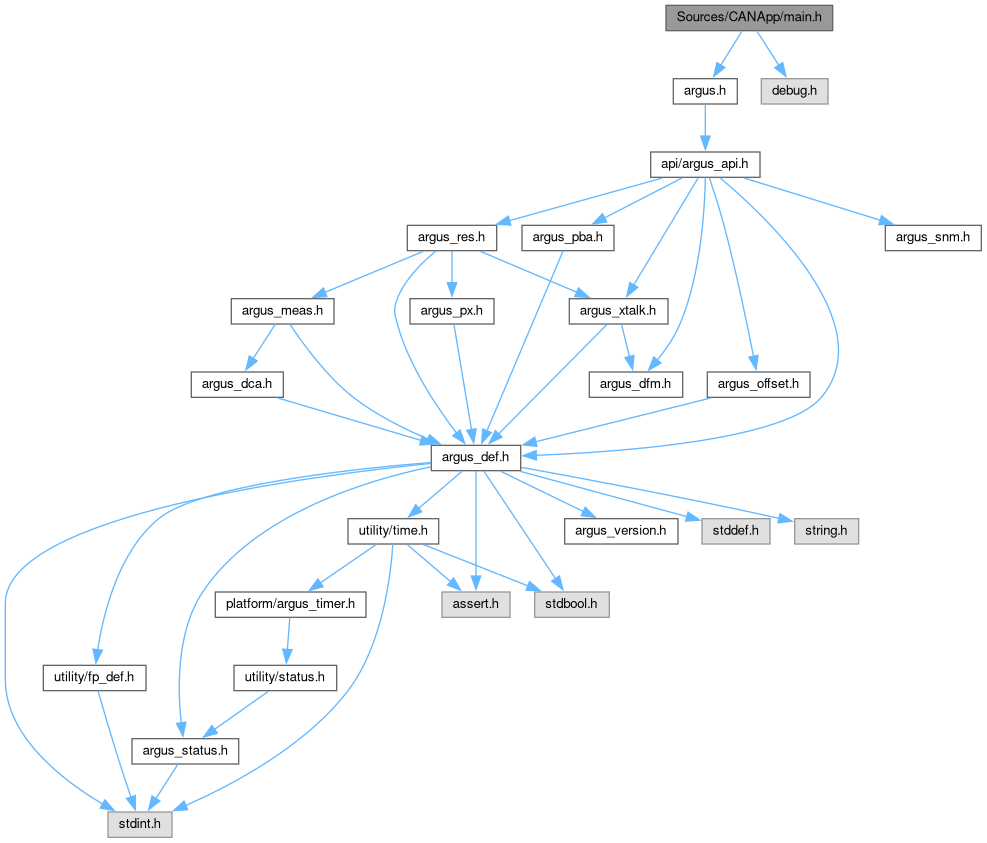 Sources/CANApp/main.h
argus.h
debug.h
api/argus_api.h
argus_res.h
argus_pba.h
argus_snm.h
argus_meas.h
argus_px.h
argus_xtalk.h
argus_dca.h
argus_dfm.h
argus_offset.h
argus_def.h
utility/time.h
argus_version.h
stddef.h
string.h
platform/argus_timer.h
assert.h
stdbool.h
utility/fp_def.h
utility/status.h
argus_status.h
stdint.h